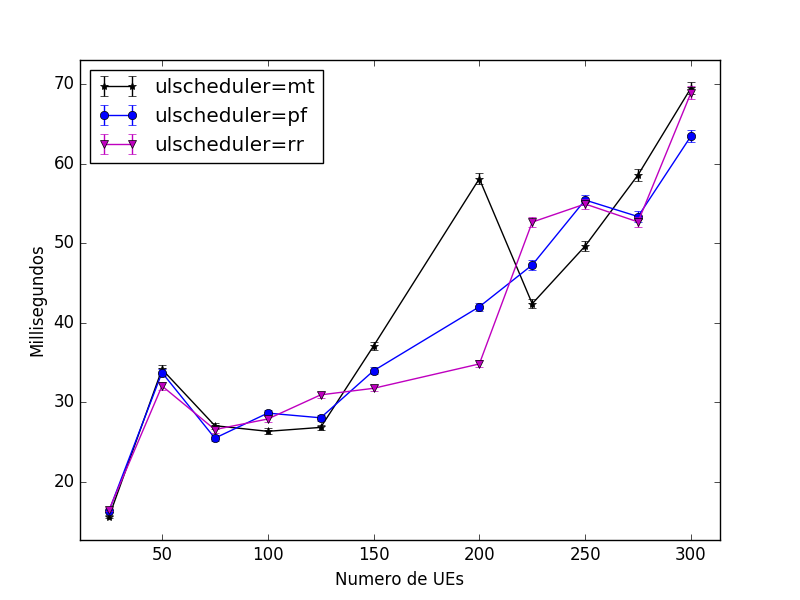 ulscheduler=mt
ulscheduler=pf
ulscheduler=rr
70
60
50
40
30
20
Millisegundos
50 100 150 200 250 300
Numero de UEs